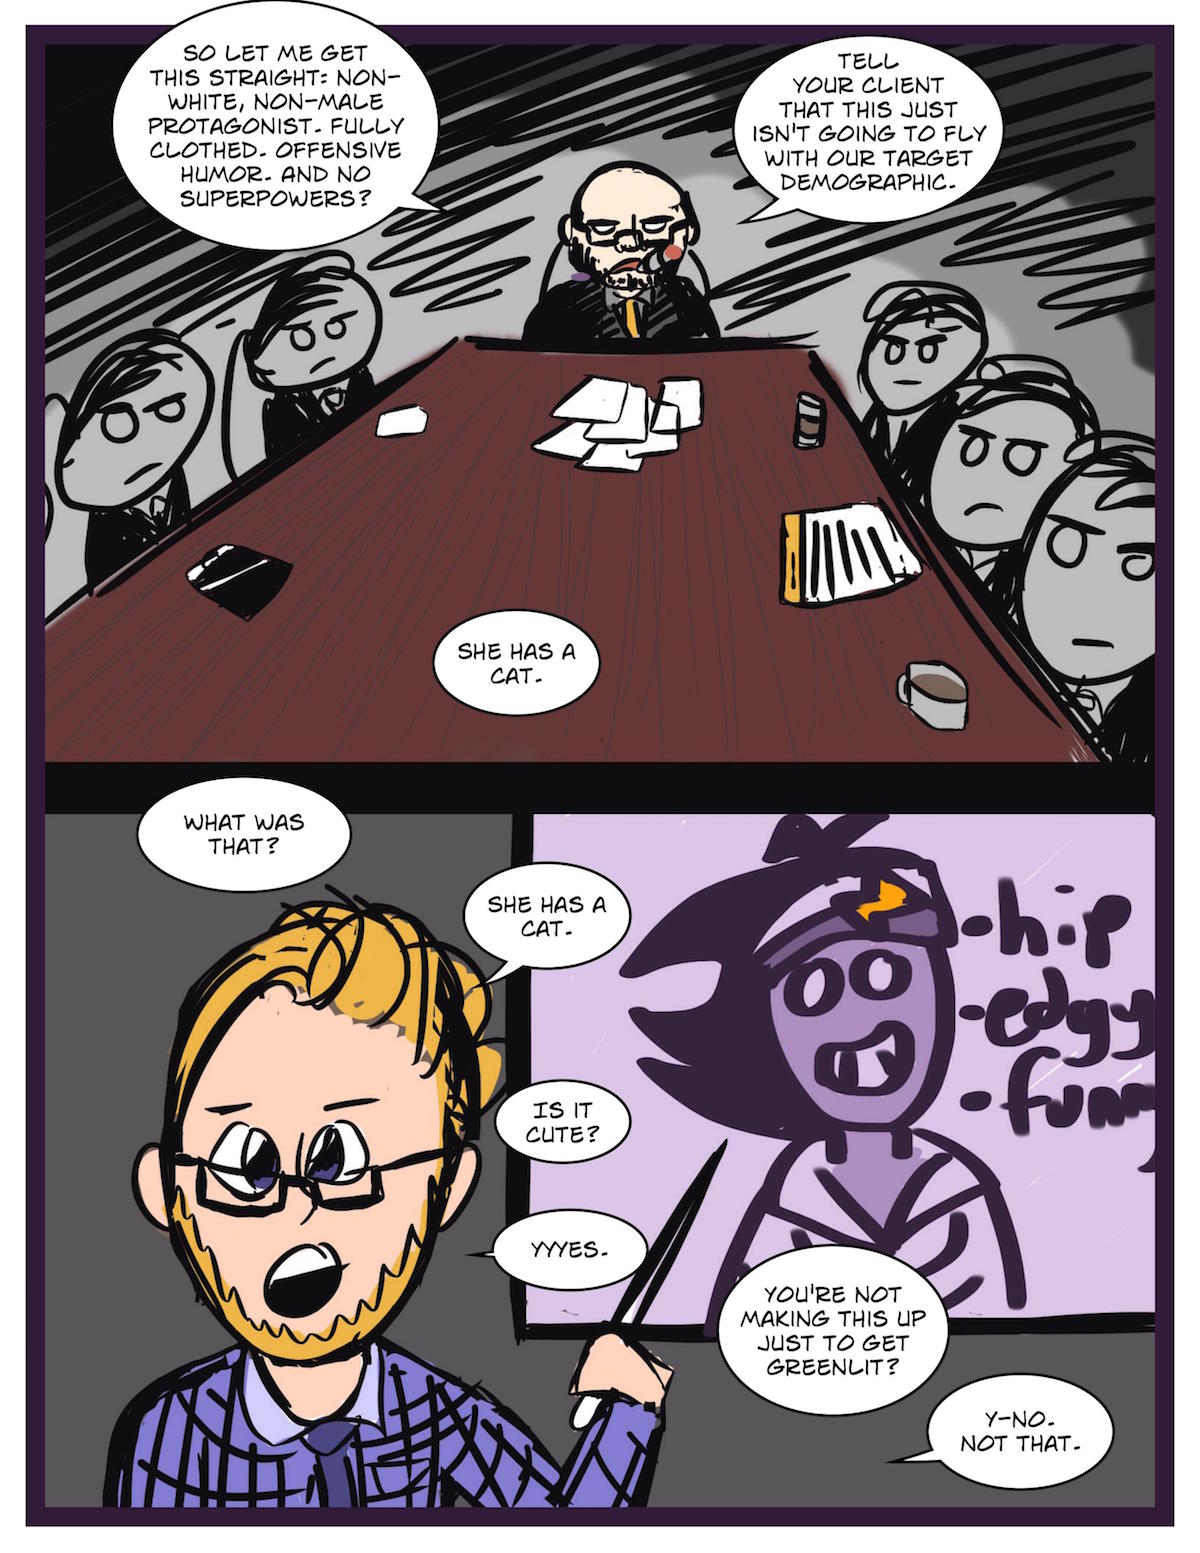 SO LET ME GET
THIS STRAIGHT: NON-
WHITE, NON-MALE
PROTAGONIST. FULLY
CLOTHED. OFFENSIVE
HUMOR. AND NO
SUPERPOWERS?
TELL
YOUR CLIENT
THAT THIS JUST
ISN'T GOING TO FLY
WITH OUR TARGET
DEMOGRAPHIC.
SHE HAS A
CAT.
WHAT WAS
THAT?
SHE HAS A
CAT.
-hip
-edgy
-funny
IS IT
CUTE?
YYYES.
YOU'RE NOT
MAKING THIS UP
JUST TO GET
GREENLIT?
Y-NO.
NOT THAT.